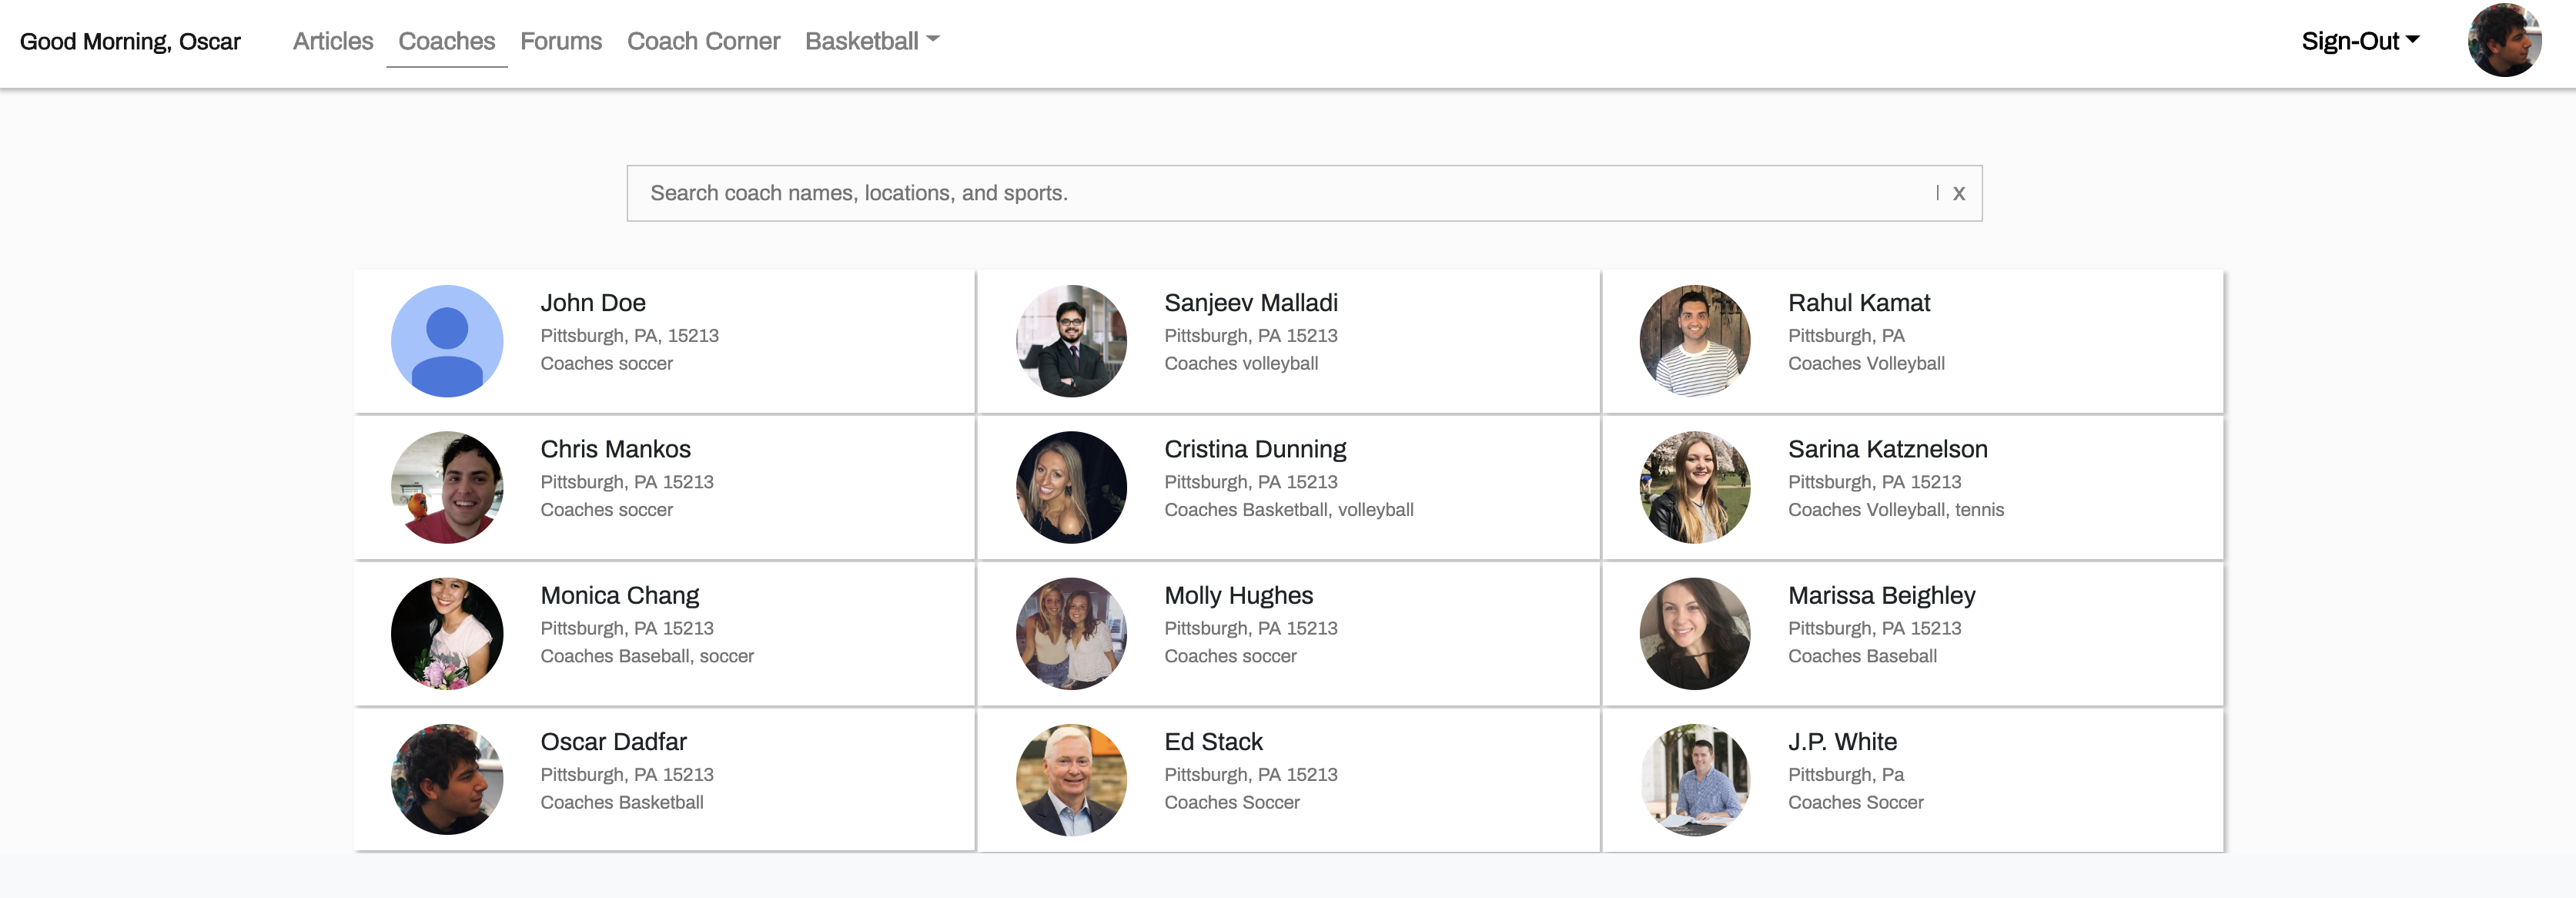 Good Morning, Oscar Articles Coaches Forums Coach Corner Basketball Sign-Out
Search coach names, locations, and sports. | X
John Doe
Pittsburgh, PA, 15213
Coaches soccer
Sanjeev Malladi
Pittsburgh, PA 15213
Coaches volleyball
Rahul Kamat
Pittsburgh, PA
Coaches Volleyball
Chris Mankos
Pittsburgh, PA 15213
Coaches soccer
Cristina Dunning
Pittsburgh, PA 15213
Coaches Basketball, volleyball
Sarina Katznelson
Pittsburgh, PA 15213
Coaches Volleyball, tennis
Monica Chang
Pittsburgh, PA 15213
Coaches Baseball, soccer
Molly Hughes
Pittsburgh, PA 15213
Coaches soccer
Marissa Beighley
Pittsburgh, PA 15213
Coaches Baseball
Oscar Dadfar
Pittsburgh, PA 15213
Coaches Basketball
Ed Stack
Pittsburgh, PA 15213
Coaches Soccer
J.P. White
Pittsburgh, Pa
Coaches Soccer